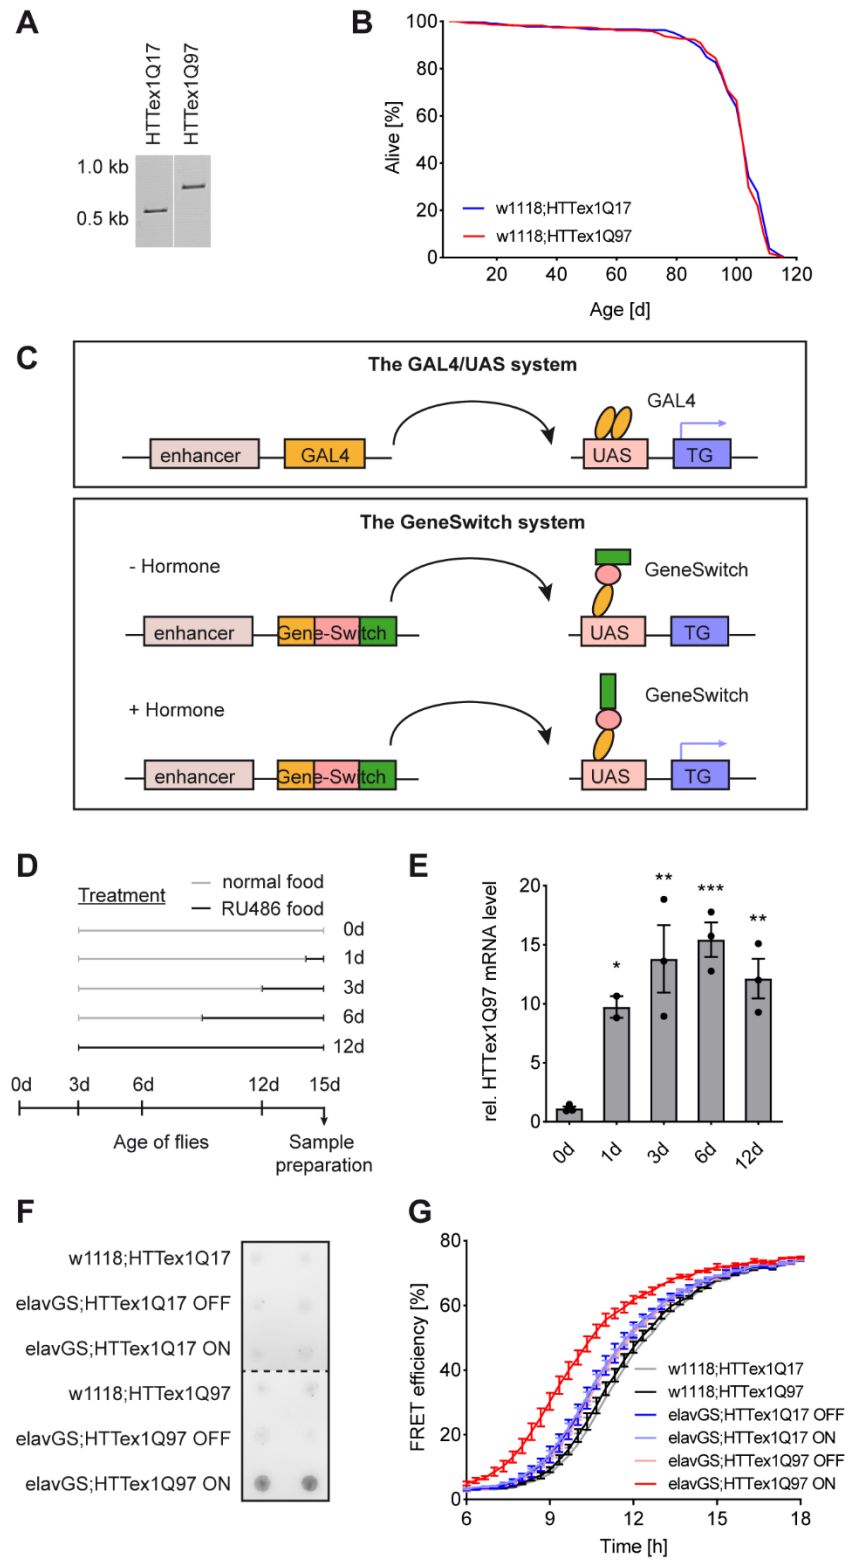 A
HTTex1Q17
HTTex1Q97
1.0 kb
0.5 kb
B
Alive [%]
100
80
60
40
20
0
w1118;HTTex1Q17
w1118;HTTex1Q97
20 40 60 80 100 120
Age [d]
C
The GAL4/UAS system
GAL4
enhancer GAL4 UAS TG
The GeneSwitch system
- Hormone
GeneSwitch
enhancer Gene-Switch UAS TG
+ Hormone
GeneSwitch
enhancer Gene-Switch UAS TG
D
Treatment
normal food
RU486 food
0d
1d
3d
6d
12d
0d 3d 6d 12d 15d
Age of flies
Sample
preparation
E
rel. HTTex1Q97 mRNA level
20
15
10
5
0
* ** *** **
0d 1d 3d 6d 12d
F
w1118;HTTex1Q17
elavGS;HTTex1Q17 OFF
elavGS;HTTex1Q17 ON
w1118;HTTex1Q97
elavGS;HTTex1Q97 OFF
elavGS;HTTex1Q97 ON
G
FRET efficiency [%]
80
60
40
20
0
w1118;HTTex1Q17
w1118;HTTex1Q97
elavGS;HTTex1Q17 OFF
elavGS;HTTex1Q17 ON
elavGS;HTTex1Q97 OFF
elavGS;HTTex1Q97 ON
6 9 12 15 18
Time [h]